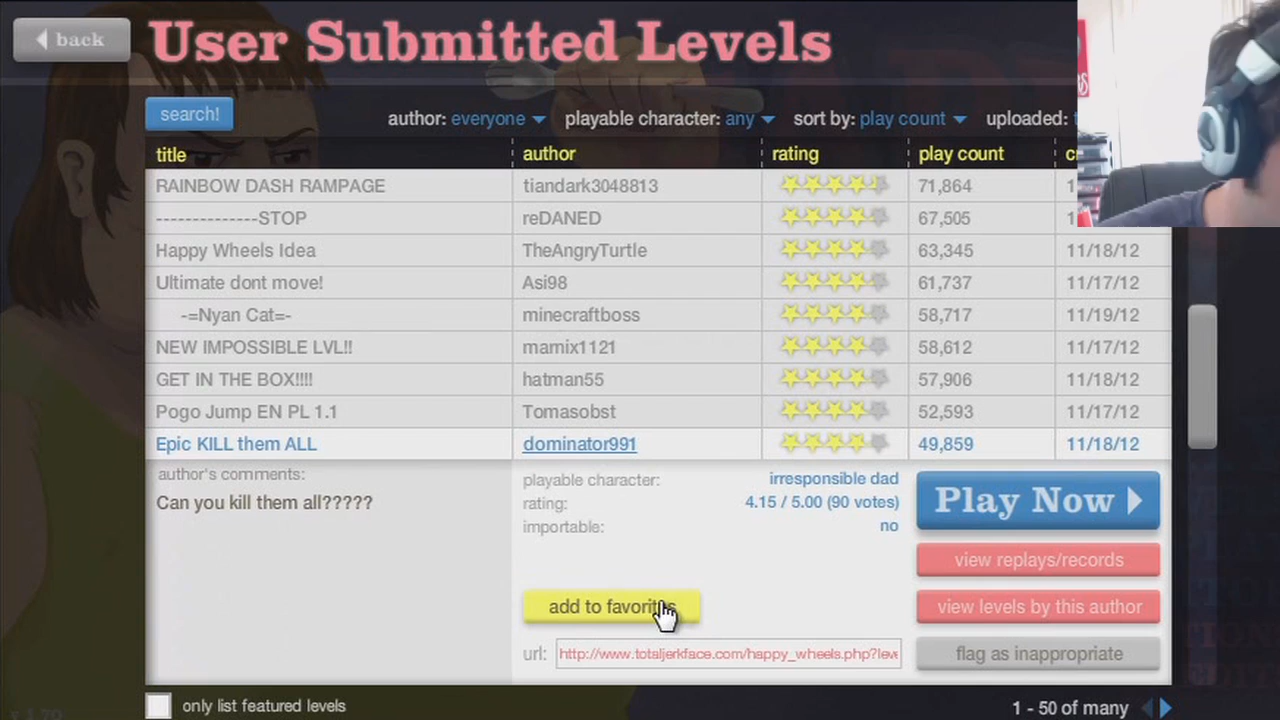 back
User Submitted Levels
search!
author: everyone playable character: any sort by: play count uploaded:
title author rating play count
RAINBOW DASH RAMPAGE tiandark3048813 71,864
--------------STOP reDANED 67,505
Happy Wheels Idea TheAngryTurtle 63,345 11/18/12
Ultimate dont move! Asi98 61,737 11/17/12
-=Nyan Cat=- minecraftboss 58,717 11/19/12
NEW IMPOSSIBLE LVL!! mamix1121 58,612 11/17/12
GET IN THE BOX!!!! hatman55 57,906 11/18/12
Pogo Jump EN PL 1.1 Tomasobst 52,593 11/17/12
Epic KILL them ALL dominator991 49,859 11/18/12
author's comments:
Can you kill them all?????
playable character: irresponsible dad
rating: 4.15 / 5.00 (90 votes)
importable: no
Play Now
view replays/records
add to favorites
view levels by this author
url: http://www.totaljerkface.com/happy_wheels.php?leve
flag as inappropriate
only list featured levels
1 - 50 of many